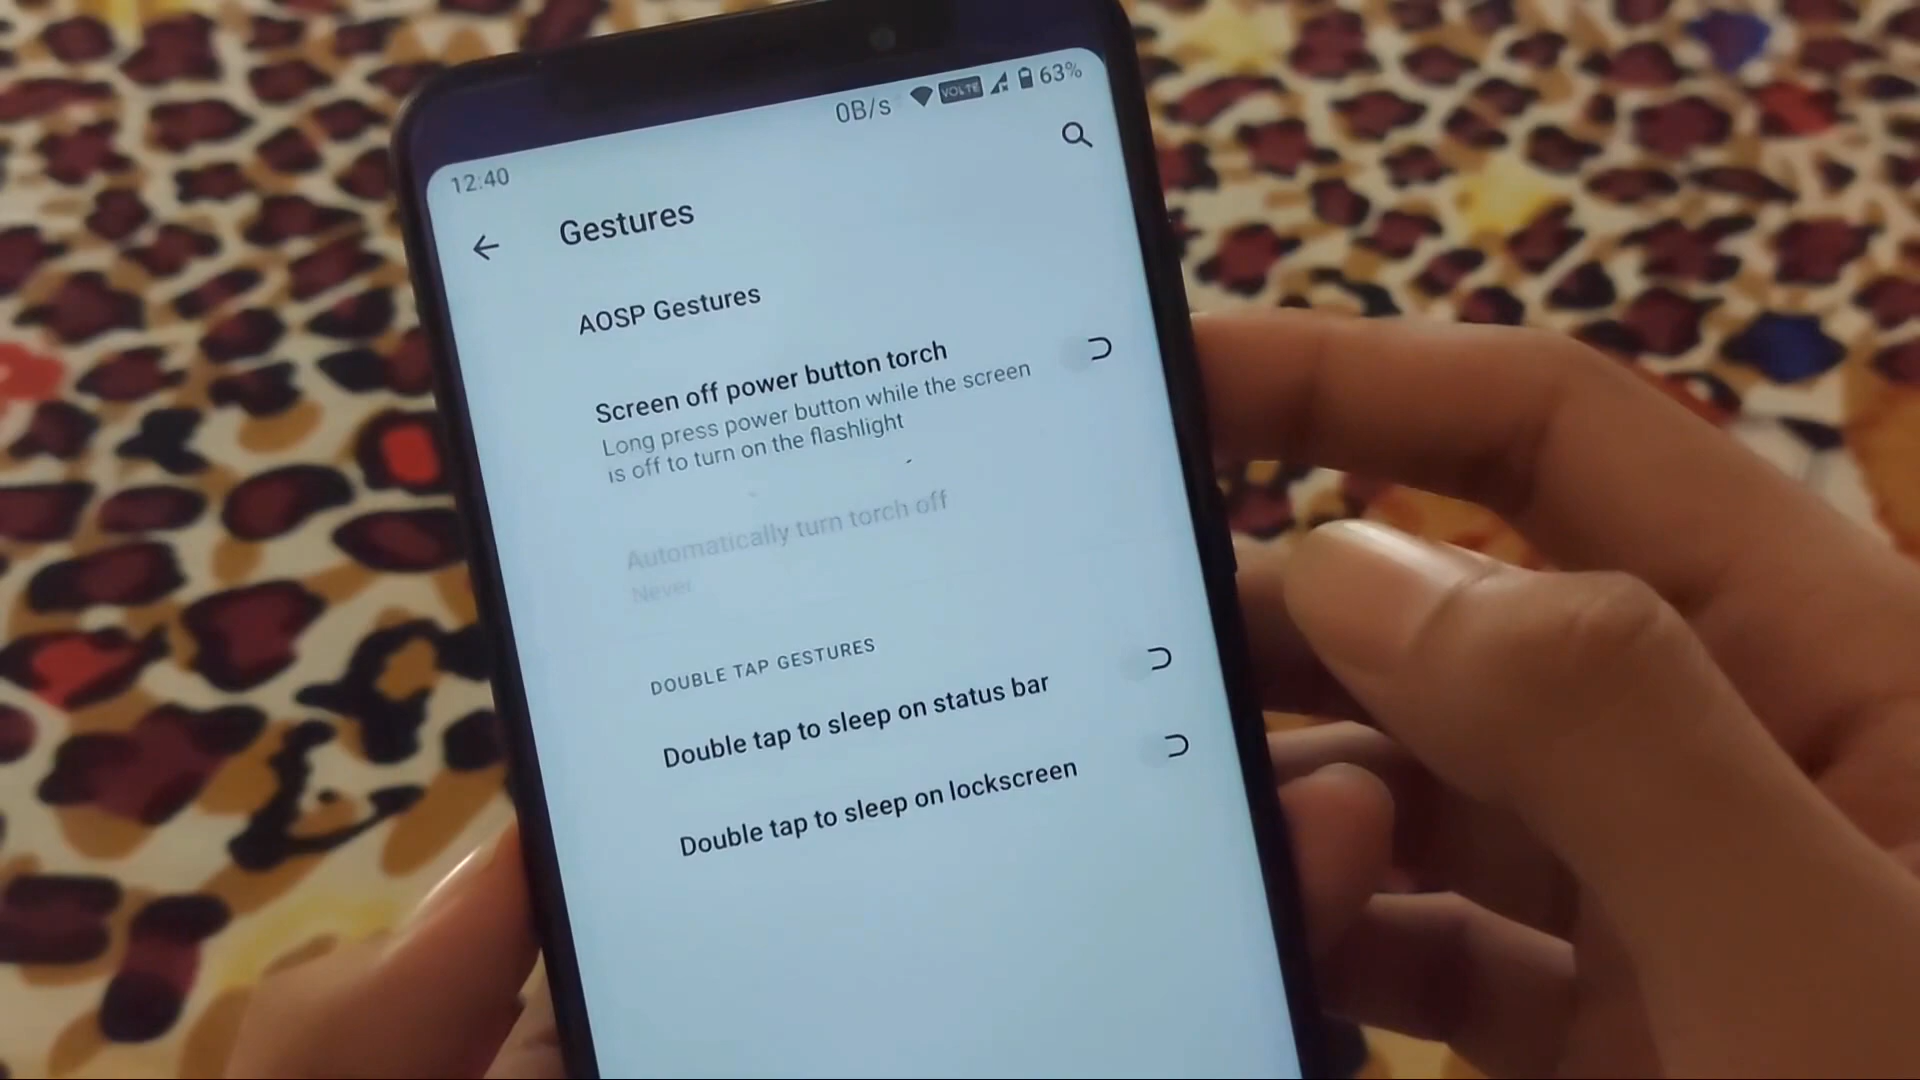 12:40 0B/s VOLTE 63%
Gestures
AOSP Gestures
Screen off power button torch
Long press power button while the screen
is off to turn on the flashlight
Automatically turn torch off
Never
DOUBLE TAP GESTURES
Double tap to sleep on status bar
Double tap to sleep on lockscreen